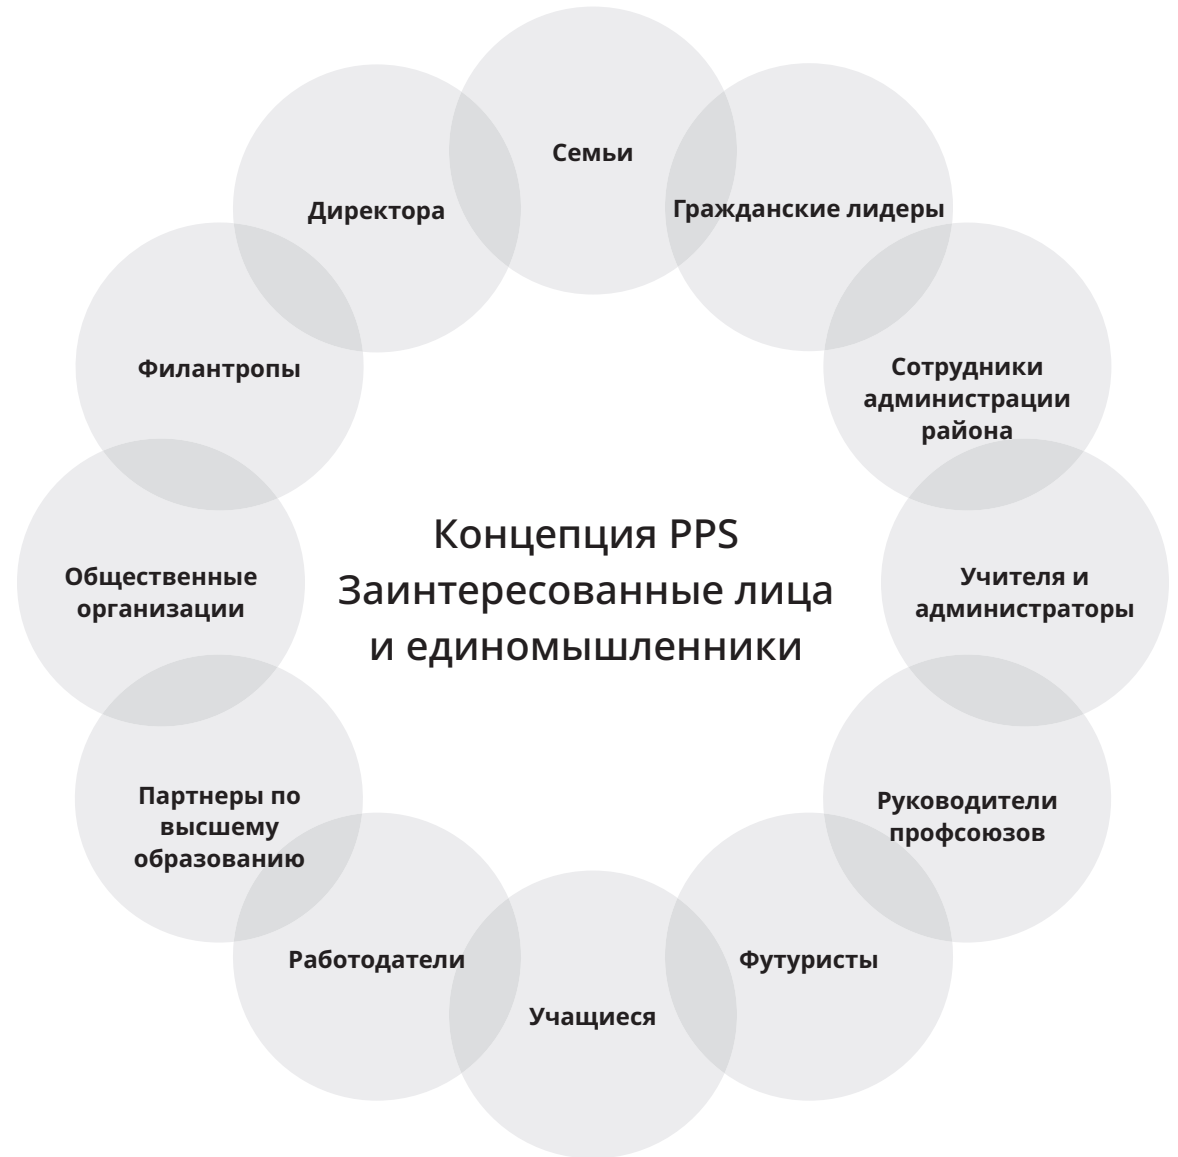 Семьи
Гражданские лидеры
Сотрудники
администрации
района
Учителя и
администраторы
Руководители
профсоюзов
Футуристы
Учащиеся
Работодатели
Партнеры по
высшему
образованию
Общественные
организации
Филантропы
Директора
Концепция PPS
Заинтересованные лица
и единомышленники